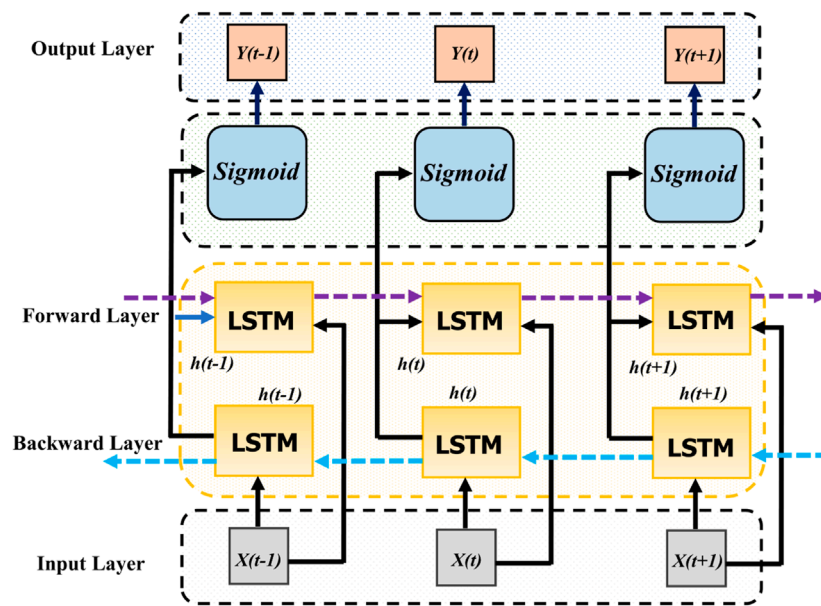 Output Layer
Y(t-1)
Y(t)
Y(t+1)
Sigmoid
Sigmoid
Sigmoid
Forward Layer
LSTM
LSTM
LSTM
h(t-1)
h(t)
h(t+1)
h(t-1)
h(t)
h(t+1)
Backward Layer
LSTM
LSTM
LSTM
Input Layer
X(t-1)
X(t)
X(t+1)